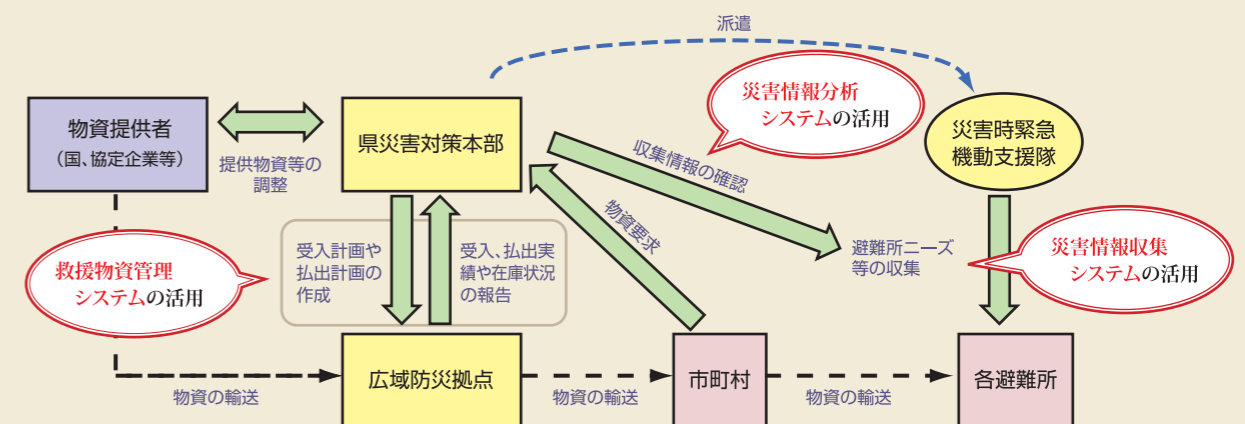 派遣
災害情報分析
システムの活用
物資提供者
（国、協定企業等）
提供物資等の
調整
県災害対策本部
災害時緊急
機動支援隊
収集情報の確認
物資要求
避難所ニーズ
等の収集
災害情報収集
システムの活用
救援物資管理
システムの活用
受入計画や
払出計画の
作成
受入、払出実
績や在庫状況
の報告
広域防災拠点
市町村
各避難所
物資の輸送
物資の輸送
物資の輸送